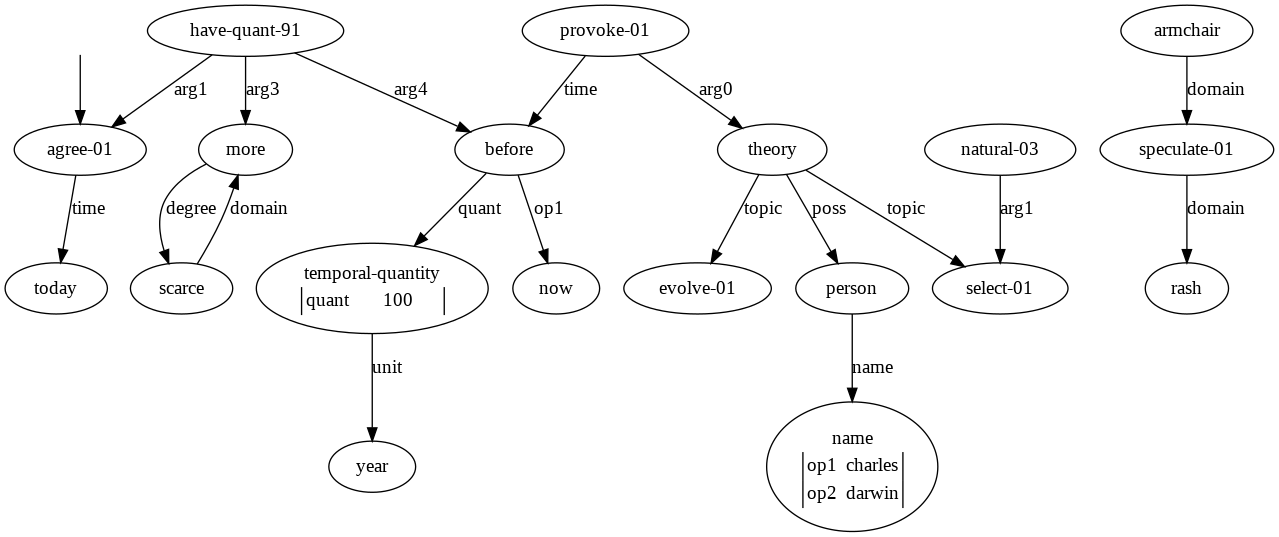 have-quant-91 provoke-01 armchair
arg1 arg3 arg4 time arg0 domain
agree-01 more before theory natural-03 speculate-01
time degree domain quant op1 topic poss topic arg1 domain
today scarce temporal-quantity now evolve-01 person select-01 rash
quant 100
unit name
name
year op1 charles
op2 darwin